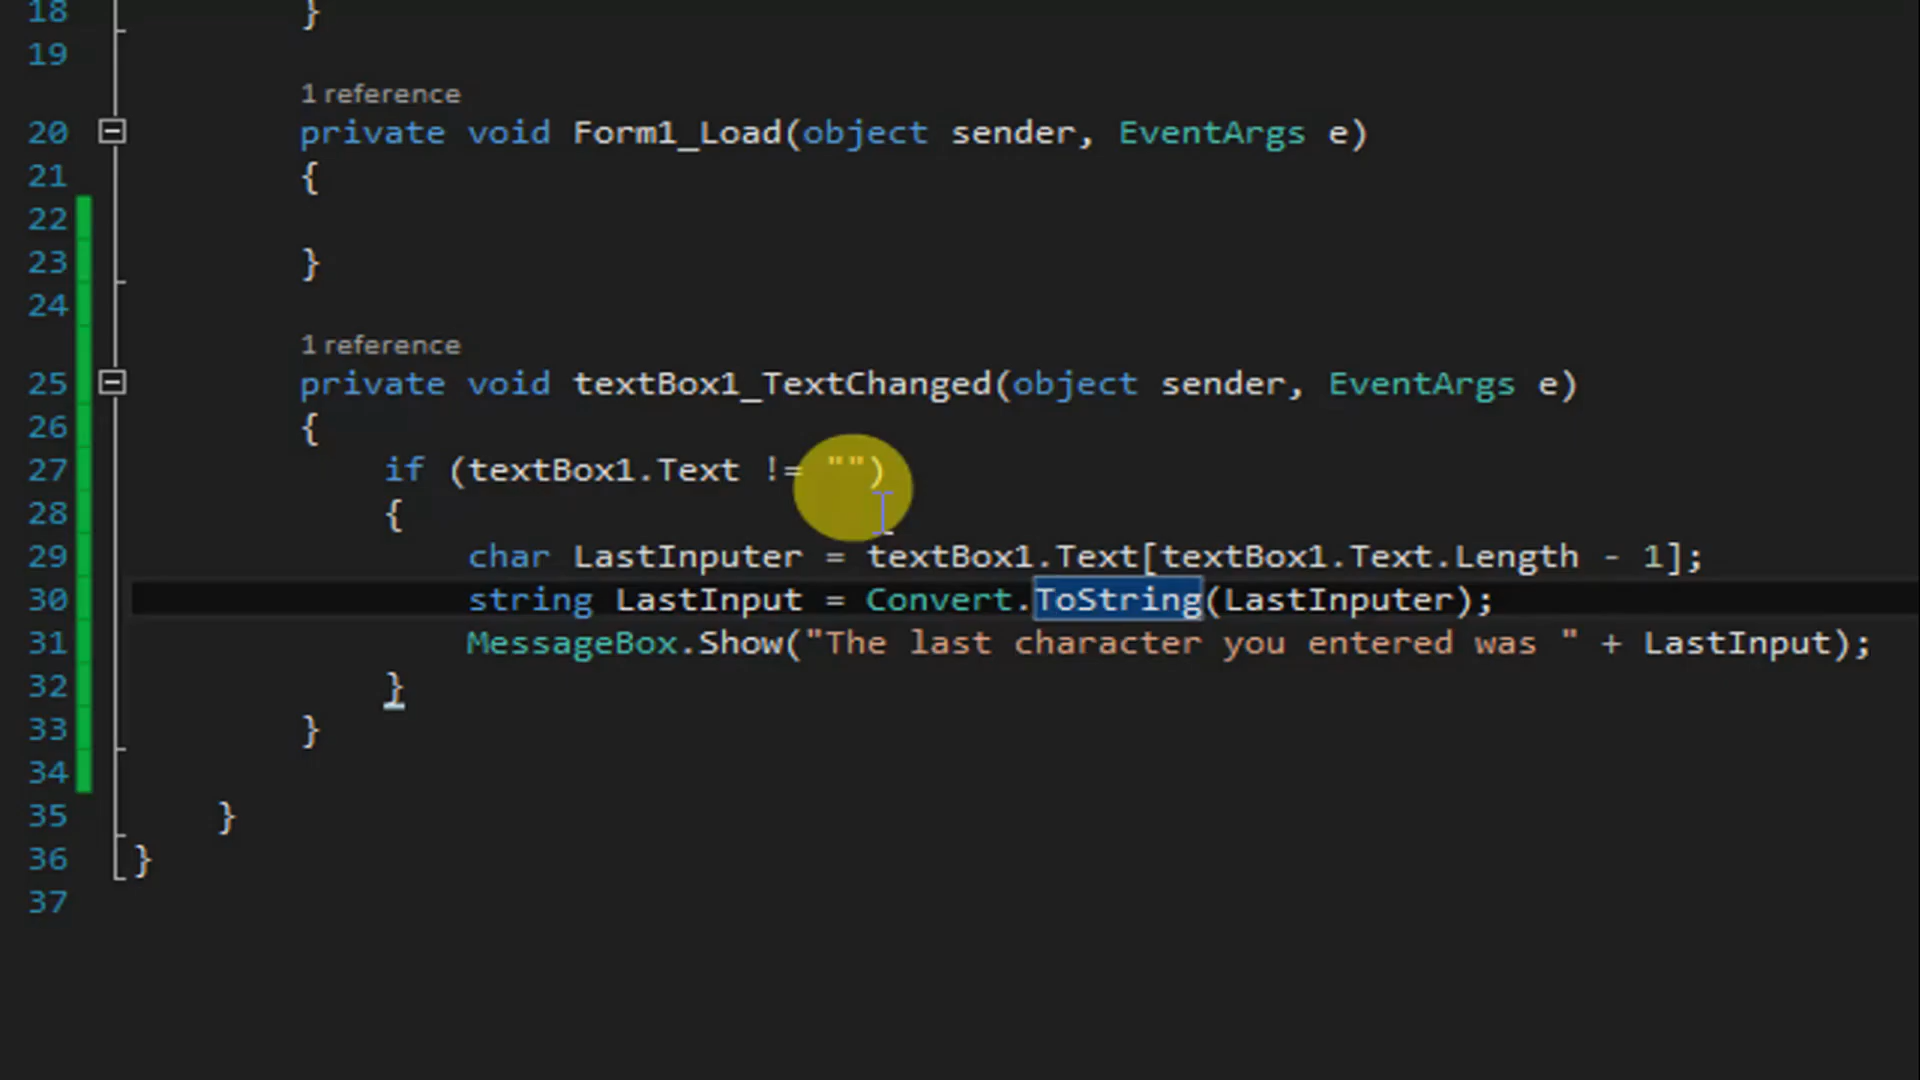 18 }
19
1 reference
20 private void Form1_Load(object sender, EventArgs e)
21 {
22
23 }
24
1 reference
25 private void textBox1_TextChanged(object sender, EventArgs e)
26 {
27 if (textBox1.Text != "")
28 {
29 char LastInputer = textBox1.Text[textBox1.Text.Length - 1];
30 string LastInput = Convert.ToString(LastInputer);
31 MessageBox.Show("The last character you entered was " + LastInput);
32 }
33 }
34
35 }
36 }
37